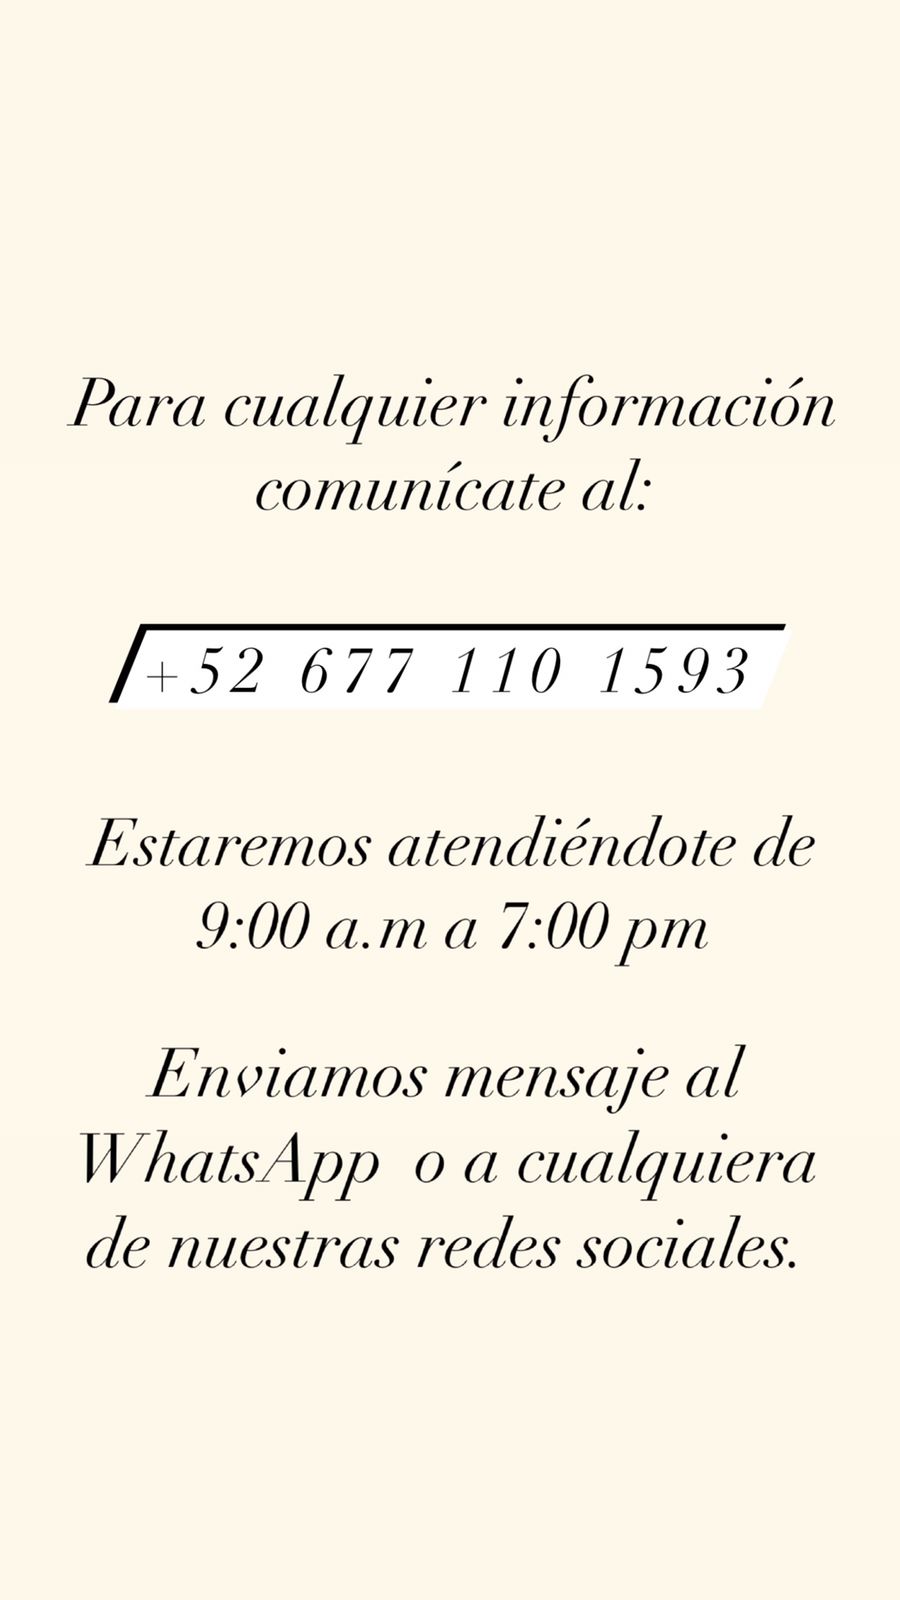 Para cualquier información
comunícate al:
+52 677 110 1593
Estaremos atendiéndote de
9:00 a.m a 7:00 pm
Enviamos mensaje al
WhatsApp o a cualquiera
de nuestras redes sociales.